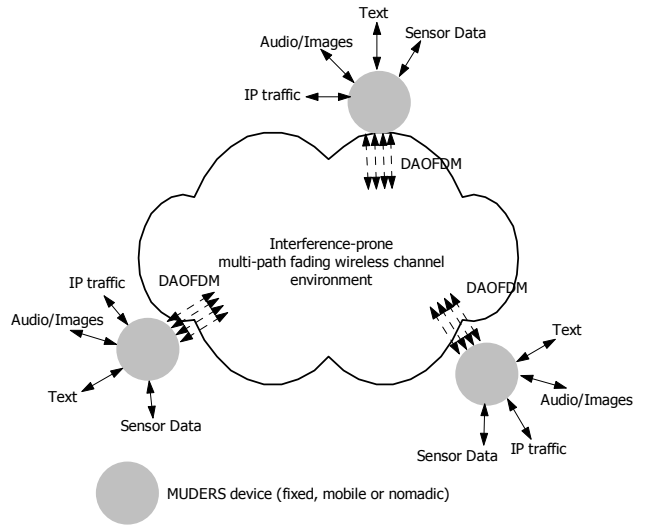 Text
Audio/Images
Sensor Data
IP traffic
DAOFDM
Interference-prone
multi-path fading wireless channel
environment
DAOFDM
IP traffic
Audio/Images
Text
Sensor Data
DAOFDM
Text
Audio/Images
IP traffic
Sensor Data
MUDERS device (fixed, mobile or nomadic)